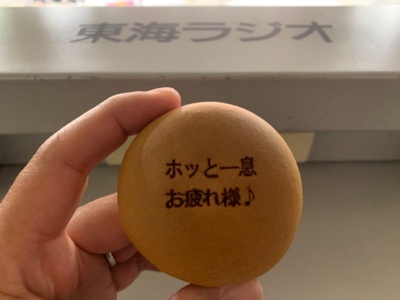 東海ラジオ
ホッと一息
お疲れ様♪